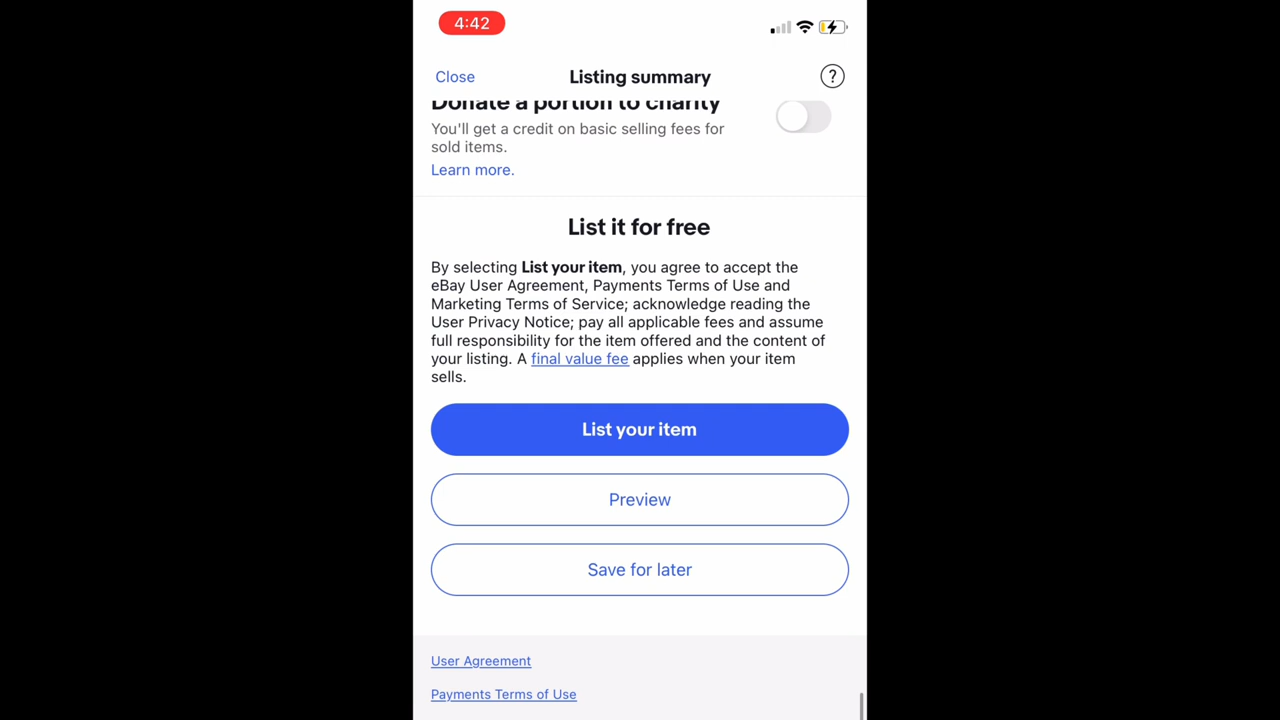 4:42
Close
Listing summary
?
Donate a portion to charity
You'll get a credit on basic selling fees for
sold items.
Learn more.
List it for free
By selecting List your item, you agree to accept the
eBay User Agreement, Payments Terms of Use and
Marketing Terms of Service; acknowledge reading the
User Privacy Notice; pay all applicable fees and assume
full responsibility for the item offered and the content of
your listing. A final value fee applies when your item
sells.
List your item
Preview
Save for later
User Agreement
Payments Terms of Use